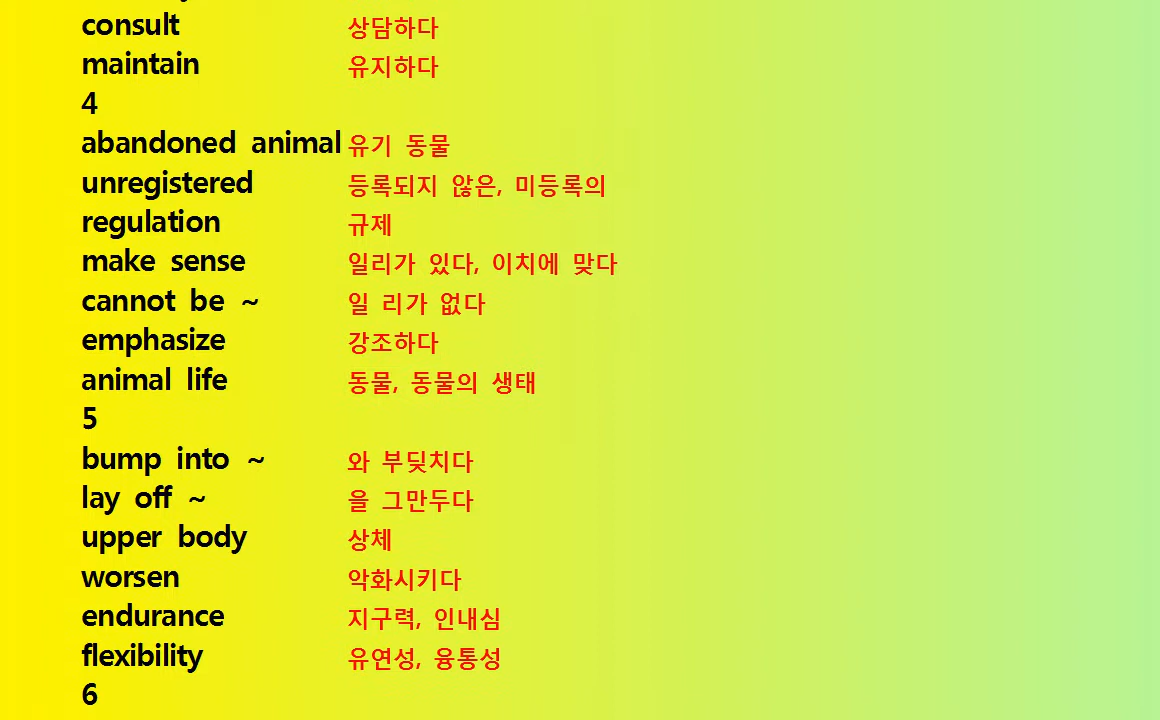 consult 상담하다
maintain 유지하다
4
abandoned animal 유기 동물
unregistered 등록되지 않은, 미등록의
regulation 규제
make sense 일리가 있다, 이치에 맞다
cannot be ~ 일 리가 없다
emphasize 강조하다
animal life 동물, 동물의 생태
5
bump into ~ 와 부딪치다
lay off ~ 을 그만두다
upper body 상체
worsen 악화시키다
endurance 지구력, 인내심
flexibility 유연성, 융통성
6